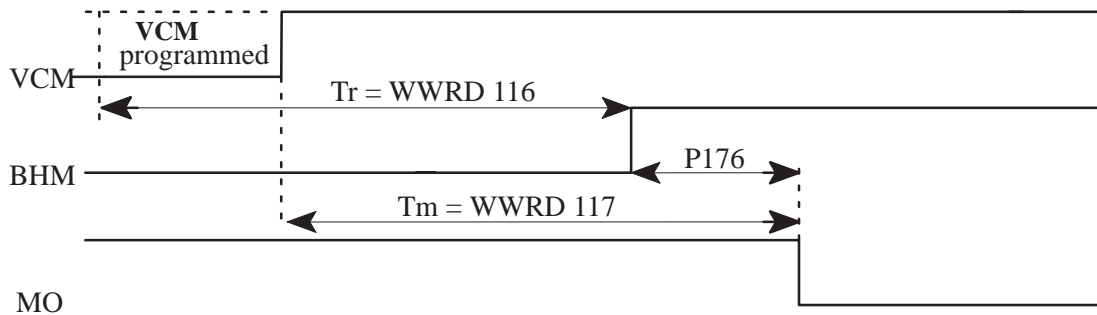 VCM
programmed
VCM
Tr = WWRD 116
P176
BHM
Tm = WWRD 117
MO